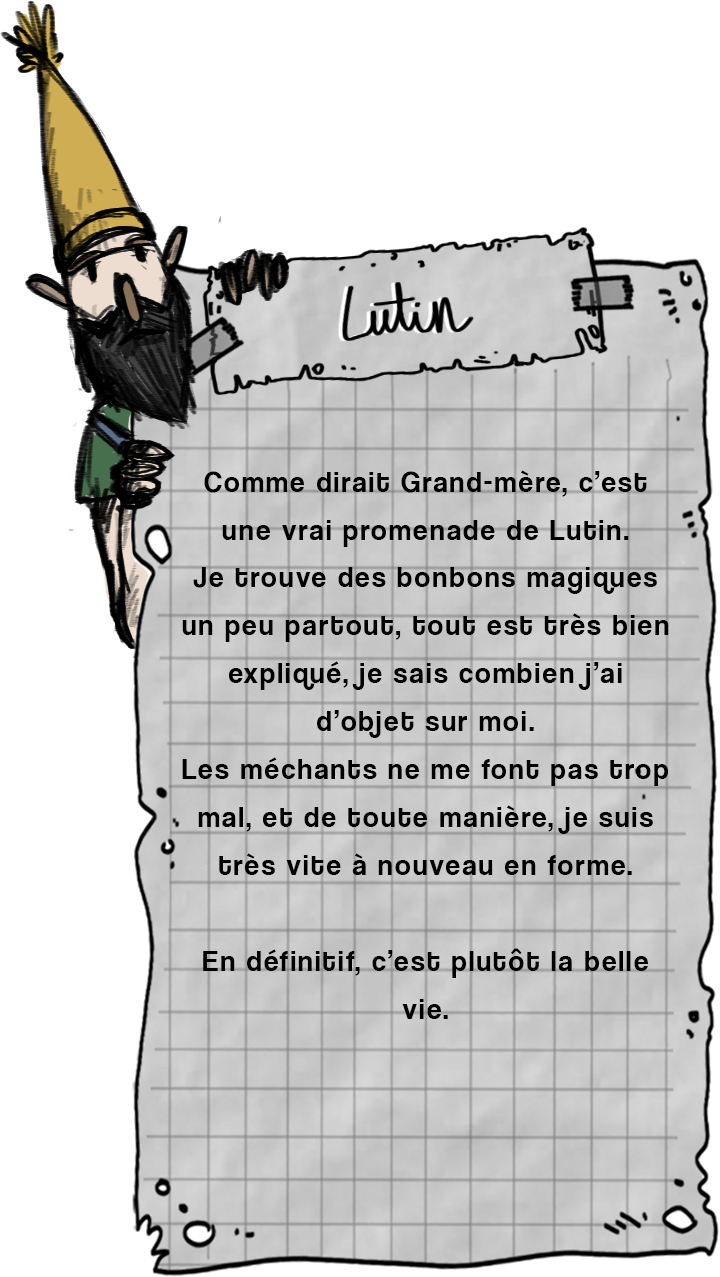 Lutin
Comme dirait Grand-mère, c’est
une vrai promenade de Lutin.
Je trouve des bonbons magiques
un peu partout, tout est très bien
expliqué, je sais combien j’ai
d’objet sur moi.
Les méchants ne me font pas trop
mal, et de toute manière, je suis
très vite à nouveau en forme.
En définitif, c’est plutôt la belle
vie.